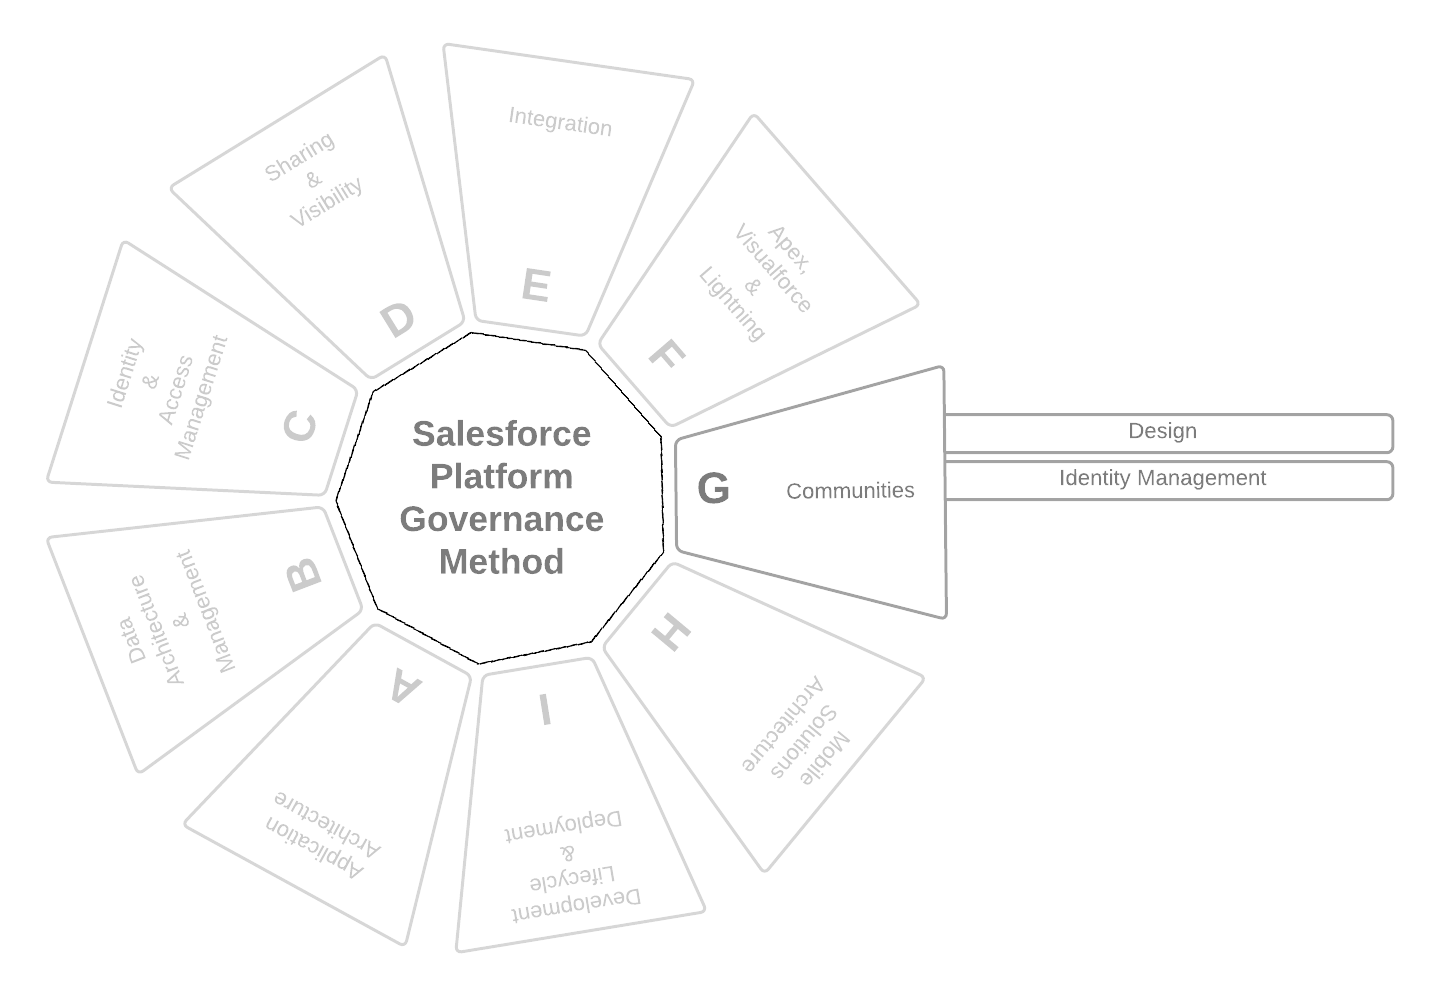 Salesforce
Platform
Governance
Method
A
Application
Architecture
B
Data
Architecture
&
Management
C
Identity
&
Access
Management
D
Sharing
&
Visibility
E
Integration
F
Apex,
Visualforce
&
Lightning
G
Communities
Design
Identity Management
H
Mobile
Solutions
Architecture
I
Development
Lifecycle
&
Deployment